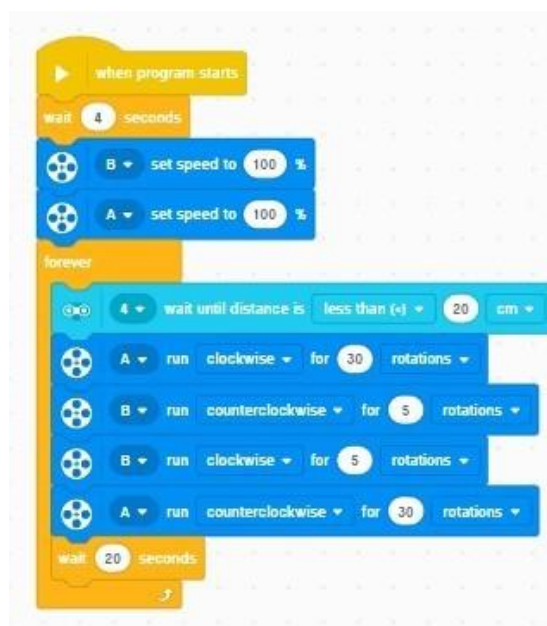 when program starts
wait 4 seconds
B set speed to 100 %
A set speed to 100 %
forever
4 wait until distance is less than (<) 20 cm
A run clockwise for 30 rotations
B run counterclockwise for 5 rotations
B run clockwise for 5 rotations
A run counterclockwise for 30 rotations
wait 20 seconds